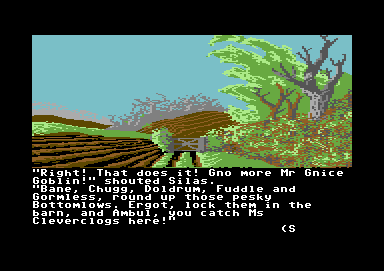 "Right! That does it! Gno more Mr Gnice
Goblin!" shouted Silas.
"Bane, Chugg, Doldrum, Fuddle and
Gormless, round up those pesky
Bottomlows. Ergot, lock them in the
barn, and Ambul, you catch Ms
Cleverclogs here!"
(S